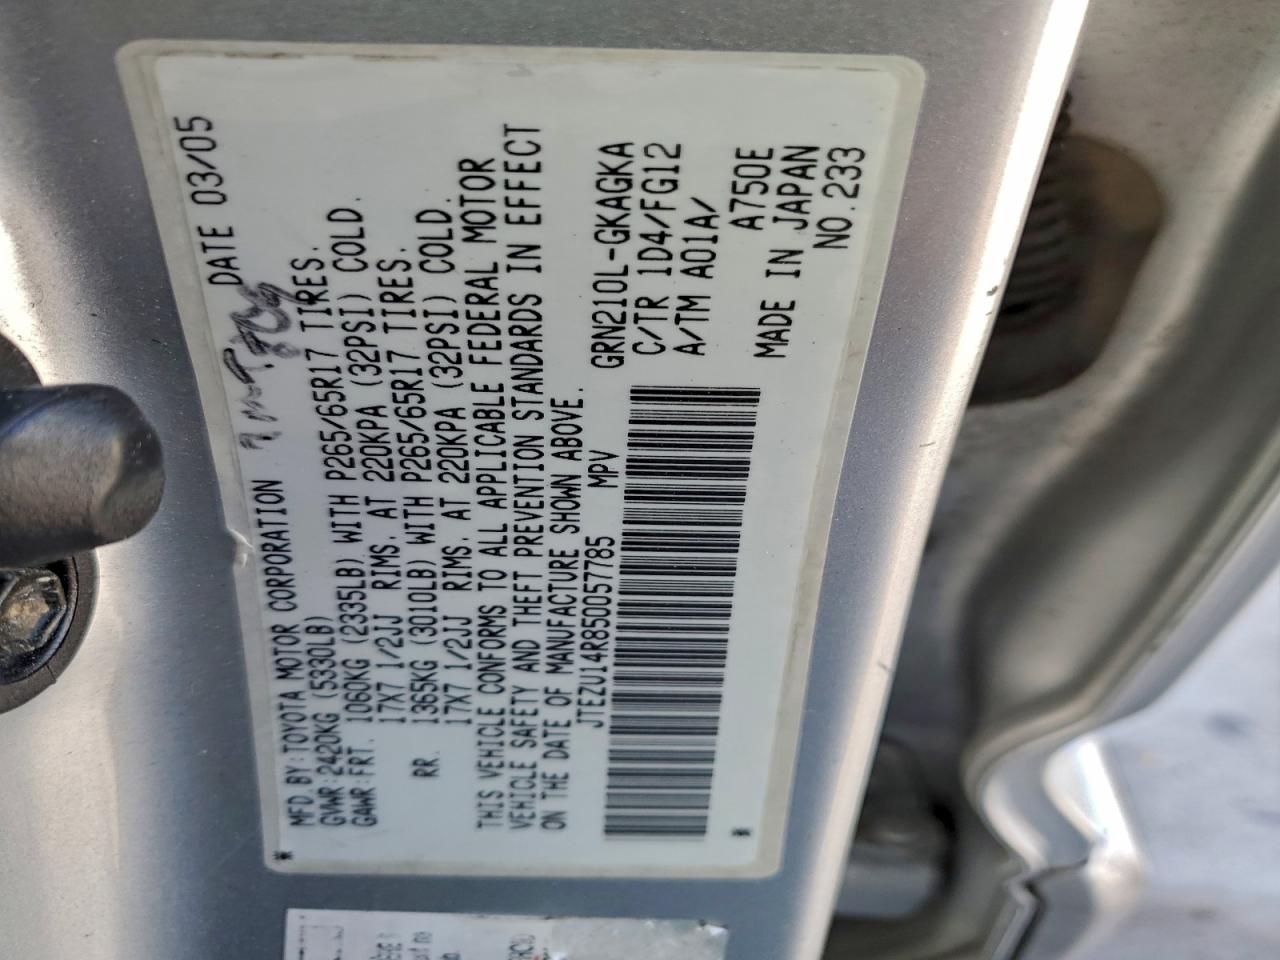 MFD. BY: TOYOTA MOTOR CORPORATION DATE 03/05
GVWR: 2420KG (5330LB)
GAWR: FRT. 1060KG (2335LB) WITH P265/65R17 TIRES.
17X7 1/2JJ RIMS. AT 220KPA (32PSI) COLD.
RR. 1365KG (3010LB) WITH P265/65R17 TIRES.
17X7 1/2JJ RIMS. AT 220KPA (32PSI) COLD.
THIS VEHICLE CONFORMS TO ALL APPLICABLE FEDERAL MOTOR
VEHICLE SAFETY AND THEFT PREVENTION STANDARDS IN EFFECT
ON THE DATE OF MANUFACTURE SHOWN ABOVE.
JTEZU14R850057785 MPV
GRN210L-GKAGKA
C/TR 1D4/FG12
A/TM A01A/
A750E
MADE IN JAPAN
NO. 233